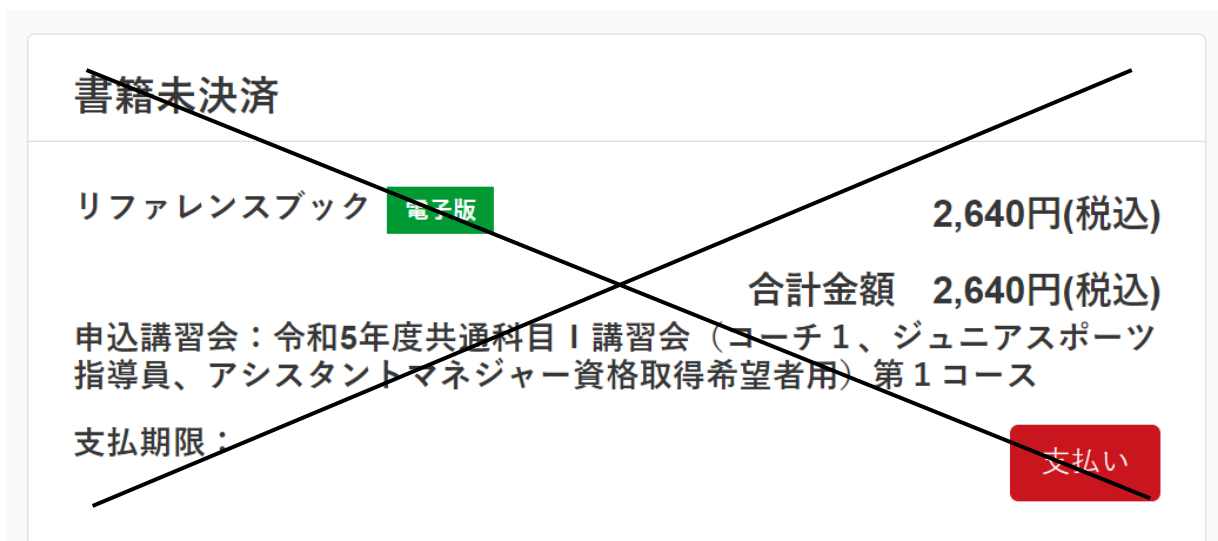 書籍未決済
リファレンスブック 電子版 2,640円(税込)
合計金額 2,640円(税込)
申込講習会：令和5年度共通科目Ⅰ講習会（コーチ１、ジュニアスポーツ
指導員、アシスタントマネジャー資格取得希望者用）第１コース
支払期限：
支払い